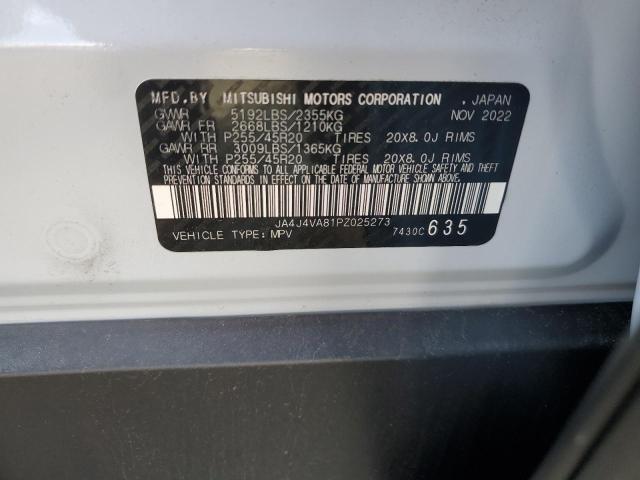 MFD.BY MITSUBISHI MOTORS CORPORATION . JAPAN
GVWR 5192LBS/2355KG NOV 2022
GAWR FR 2668LBS/1210KG
WITH P255/45R20 TIRES 20X8.0J RIMS
GAWR RR 3009LBS/1365KG
WITH P255/45R20 TIRES 20X8.0J RIMS
THIS VEHICLE CONFORMS TO ALL APPLICABLE FEDERAL MOTOR VEHICLE SAFETY AND THEFT PREVENTION STANDARDS IN EFFECT ON THE DATE OF MANUFACTURE SHOWN ABOVE.
JA4J4VA81PZ025273
VEHICLE TYPE: MPV 7430C 635